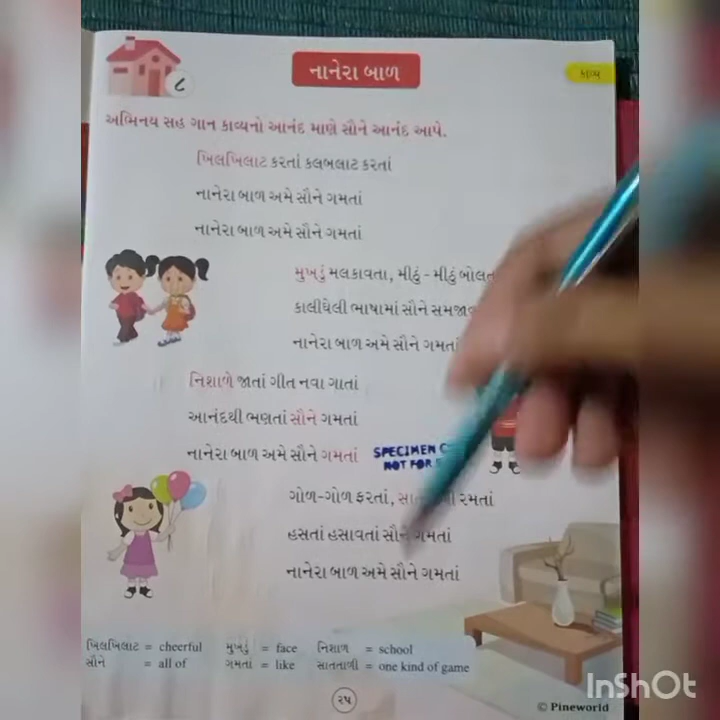 ૮
નાનેરા બાળ
કાવ્ય
અભિનય સહ ગાન કાવ્યનો આનંદ માણે સૌને આનંદ આપે.
ખિલખિલાટ કરતાં કલબલાટ કરતાં
નાનેરા બાળ અમે સૌને ગમતાં
નાનેરા બાળ અમે સૌને ગમતાં
મુખડું મલકાવતા, મીઠું - મીઠું બોલત
કાલીઘેલી ભાષામાં સૌને
નાનેરા બાળ અમે સૌને ગમતાં
નિશાળે જાતાં ગીત નવા ગાતાં
આનંદથી ભણતાં સૌને ગમતાં
નાનેરા બાળ અમે સૌને ગમતાં
SPECIMEN
NOT FOR
ગોળ-ગોળ ફરતાં, રમતાં
હસતાં હસાવતાં સૌને ગમતાં
નાનેરા બાળ અમે સૌને ગમતાં
ખિલખિલાટ = cheerful મુખડું = face નિશાળ = school
સૌને = all of ગમતા = like સાતતાળી = one kind of game
૨૫
© Pineworld
InShOt